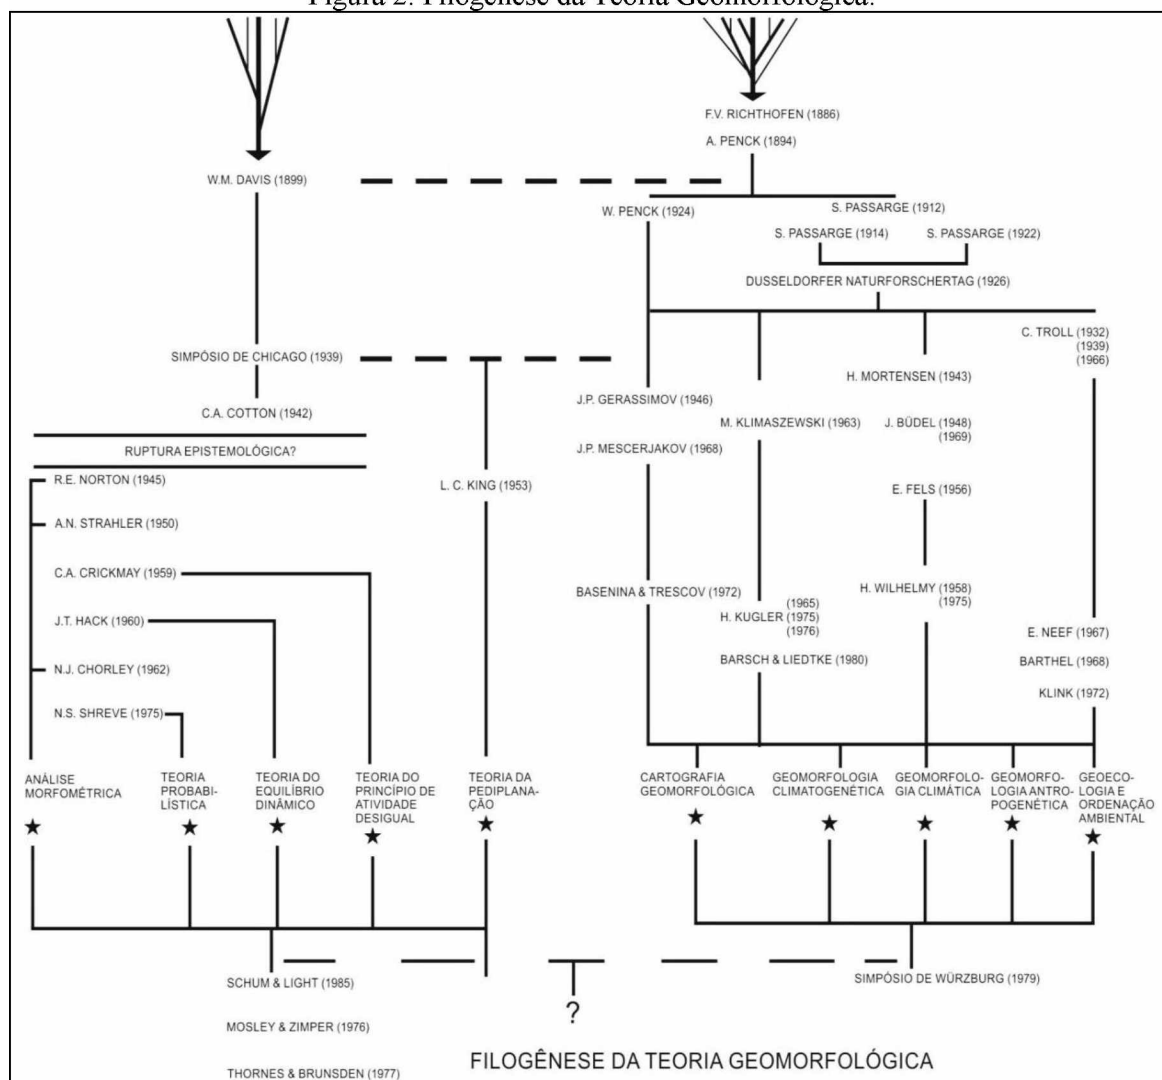 Figura 2: Filogênese da Teoria Geomorfológica.
F.V. RICHTHOFEN (1886)
A. PENCK (1894)
W.M. DAVIS (1899)
W. PENCK (1924)
S. PASSARGE (1912)
S. PASSARGE (1914)
S. PASSARGE (1922)
DUSSELDORFER NATURFORSCHERTAG (1926)
SIMPÓSIO DE CHICAGO (1939)
C. TROLL (1932)
(1939)
(1966)
H. MORTENSEN (1943)
C.A. COTTON (1942)
J.P. GERASSIMOV (1946)
M. KLIMASZEWSKI (1963)
J. BÜDEL (1948)
(1969)
RUPTURA EPISTEMOLÓGICA?
J.P. MESCERJAKOV (1968)
R.E. NORTON (1945)
L. C. KING (1953)
E. FELS (1956)
A.N. STRAHLER (1950)
C.A. CRICKMAY (1959)
BASENINA & TRESCOV (1972)
H. WILHELMY (1958)
(1975)
(1965)
H. KUGLER (1975)
(1976)
J.T. HACK (1960)
E. NEEF (1967)
N.J. CHORLEY (1962)
BARSCH & LIEDTKE (1980)
BARTHEL (1968)
KLINK (1972)
N.S. SHREVE (1975)
ANÁLISE
MORFOMÉTRICA
TEORIA
PROBABI-
LÍSTICA
TEORIA DO
EQUILÍBRIO
DINÂMICO
TEORIA DO
PRINCÍPIO DE
ATIVIDADE
DESIGUAL
TEORIA DA
PEDIPLANA-
ÇÃO
CARTOGRAFIA
GEOMORFOLÓGICA
GEOMORFOLOGIA
CLIMATOGENÉTICA
GEOMORFOLO-
GIA CLIMÁTICA
GEOMORFO-
LOGIA ANTRO-
POGENÉTICA
GEOECO-
LOGIA E
ORDENAÇÃO
AMBIENTAL
SCHUM & LIGHT (1985)
SIMPÓSIO DE WÜRZBURG (1979)
?
MOSLEY & ZIMPER (1976)
THORNES & BRUNSDEN (1977)
FILOGÊNESE DA TEORIA GEOMORFOLÓGICA